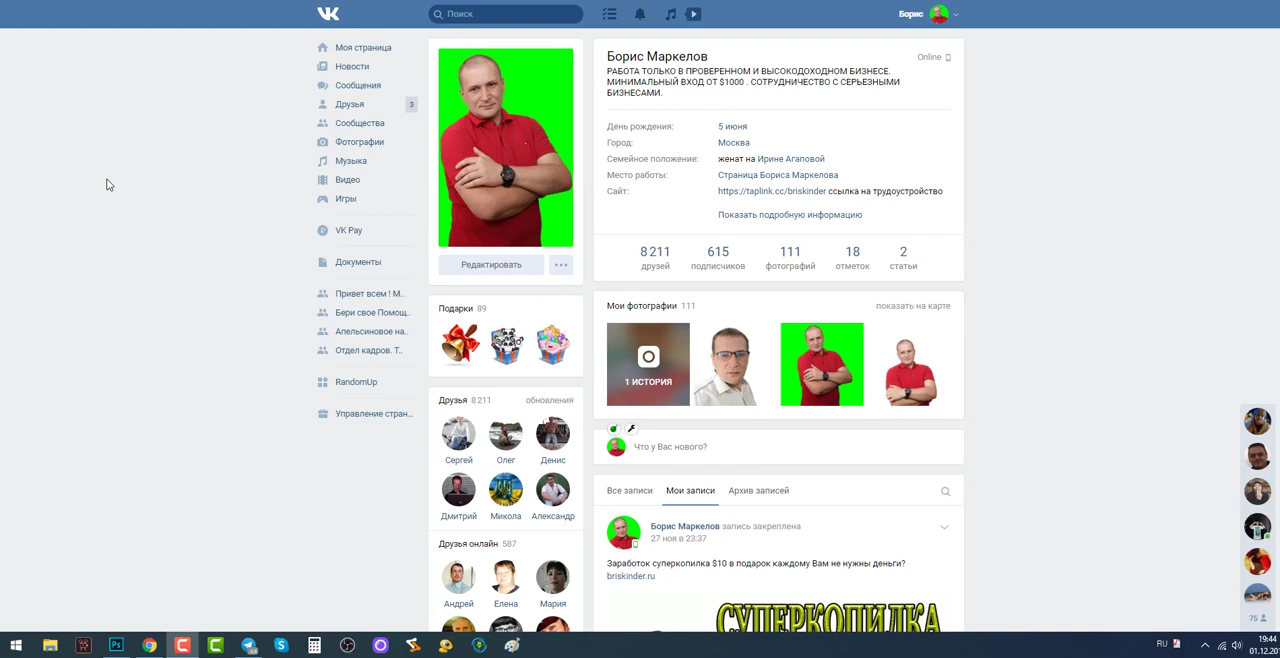 Поиск
Борис
Моя страница
Новости
Сообщения
Друзья
3
Сообщества
Фотографии
Музыка
Видео
Игры
VK Pay
Документы
Привет всем ! М..
Бери свое Помощ..
Апельсиновое на..
Отдел кадров. Т..
RandomUp
Управление стран...
Редактировать
Подарки 89
Друзья 8 211
обновления
Сергей
Олег
Денис
Дмитрий
Микола
Александр
Друзья онлайн 587
Андрей
Елена
Мария
Борис Маркелов
Online
РАБОТА ТОЛЬКО В ПРОВЕРЕННОМ И ВЫСОКОДОХОДНОМ БИЗНЕСЕ.
МИНИМАЛЬНЫЙ ВХОД ОТ $1000 . СОТРУДНИЧЕСТВО С СЕРЬЕЗНЫМИ
БИЗНЕСАМИ.
День рождения: 5 июня
Город: Москва
Семейное положение: женат на Ирине Агаповой
Место работы: Страница Бориса Маркелова
Сайт: https://taplink.cc/briskinder ссылка на трудоустройство
Показать подробную информацию
8 211 615 111 18 2
друзей подписчиков фотографий отметок статьи
Мои фотографии 111
показать на карте
1 ИСТОРИЯ
Что у Вас нового?
Все записи Мои записи Архив записей
Борис Маркелов запись закреплена
27 ноя в 23:37
Заработок суперкопилка $10 в подарок каждому Вам не нужны деньги?
briskinder.ru
СУПЕРКОПИЛКА
75
Ps
RU
19:44
01.12.20